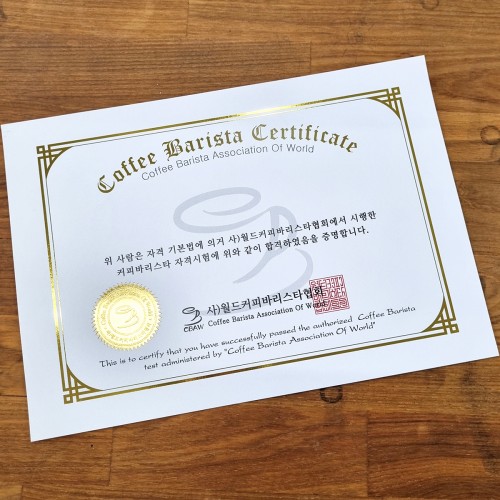 Coffee Barista Certificate
Coffee Barista Association Of World
위 사람은 자격 기본법에 의거 사)월드커피바리스타협회에서 시행한
커피바리스타 자격시험에 위와 같이 합격하였음을 증명합니다.
사)월드커피바리스타협회
CBAW Coffee Barista Association Of World
This is to certify that you have successfully passed the authorized Coffee Barista
test administered by "Coffee Barista Association Of World"